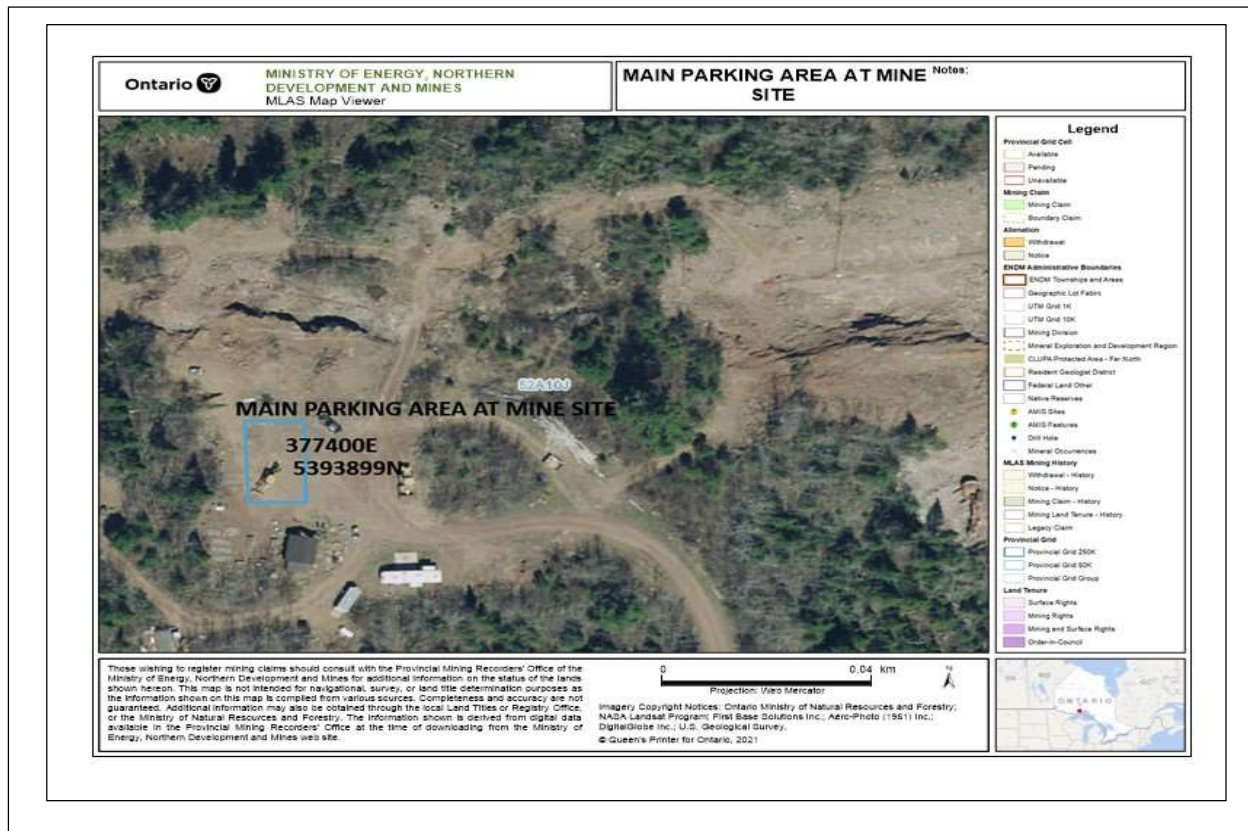 Ontario
MINISTRY OF ENERGY, NORTHERN
DEVELOPMENT AND MINES
MLAS Map Viewer
MAIN PARKING AREA AT MINE
SITE
Notes:
52A10J
MAIN PARKING AREA AT MINE SITE
377400E
5393899N
Legend
Provincial Grid Cell
Available
Pending
Unavailable
Mining Claim
Mining Claim
Boundary Claim
Alienation
Withdrawal
Notice
ENDM Administrative Boundaries
ENDM Townships and Areas
Geographic Lot Fabric
UTM Grid 1K
UTM Grid 10K
Mining Division
Mineral Exploration and Development Region
CLUPA Protected Area - Far North
Resident Geologist District
Federal Land Other
Native Reserves
AMIS Sites
AMIS Features
Drill Hole
Mineral Occurrences
MLAS Mining History
Withdrawal - History
Notice - History
Mining Claim - History
Mining Land Tenure - History
Legacy Claim
Provincial Grid
Provincial Grid 250K
Provincial Grid 50K
Provincial Grid Group
Land Tenure
Surface Rights
Mining Rights
Mining and Surface Rights
Order-in-Council
Those wishing to register mining claims should consult with the Provincial Mining Recorders' Office of the
Ministry of Energy, Northern Development and Mines for additional information on the status of the lands
shown hereon. This map is not intended for navigational, survey, or land title determination purposes as
the information shown on this map is compiled from various sources. Completeness and accuracy are not
guaranteed. Additional information may also be obtained through the local Land Titles or Registry Office,
or the Ministry of Natural Resources and Forestry. The information shown is derived from digital data
available in the Provincial Mining Recorders' Office at the time of downloading from the Ministry of
Energy, Northern Development and Mines web site.
0 0.04 km
N
Projection: Web Mercator
Imagery Copyright Notices: Ontario Ministry of Natural Resources and Forestry;
NASA Landsat Program; First Base Solutions Inc.; Aéro-Photo (1961) Inc.;
DigitalGlobe Inc.; U.S. Geological Survey.
© Queen's Printer for Ontario, 2021
ONTARIO